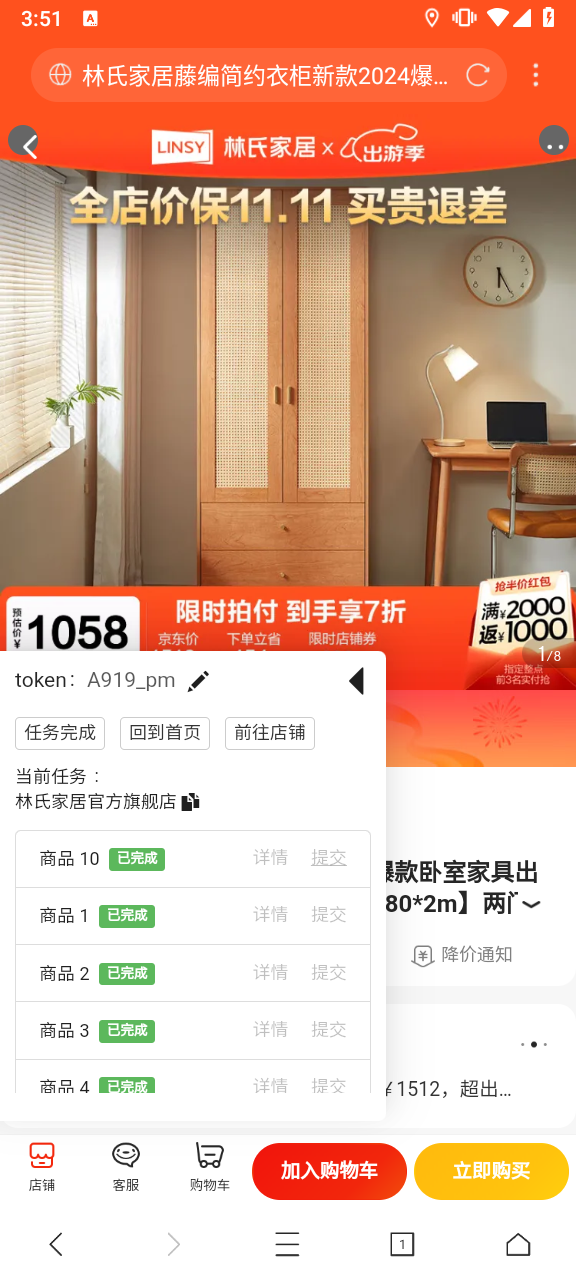 3:51
林氏家居藤编简约衣柜新款2024爆...
LINSY 林氏家居 x 出游季
全店价保11.11 买贵退差
抢半价红包
满¥2000
返¥1000
指定整点
前3名实付抢
1/8
预估价¥ 1058
限时拍付 到手享7折
京东价 下单立省 限时店铺券
token: A919_pm
任务完成 回到首页 前往店铺
当前任务：
林氏家居官方旗舰店
商品 10 已完成 详情 提交
商品 1 已完成 详情 提交
商品 2 已完成 详情 提交
商品 3 已完成 详情 提交
商品 4 已完成 详情 提交
爆款卧室家具出
80*2m】两门
降价通知
¥1512，超出...
店铺 客服 购物车 加入购物车 立即购买
1